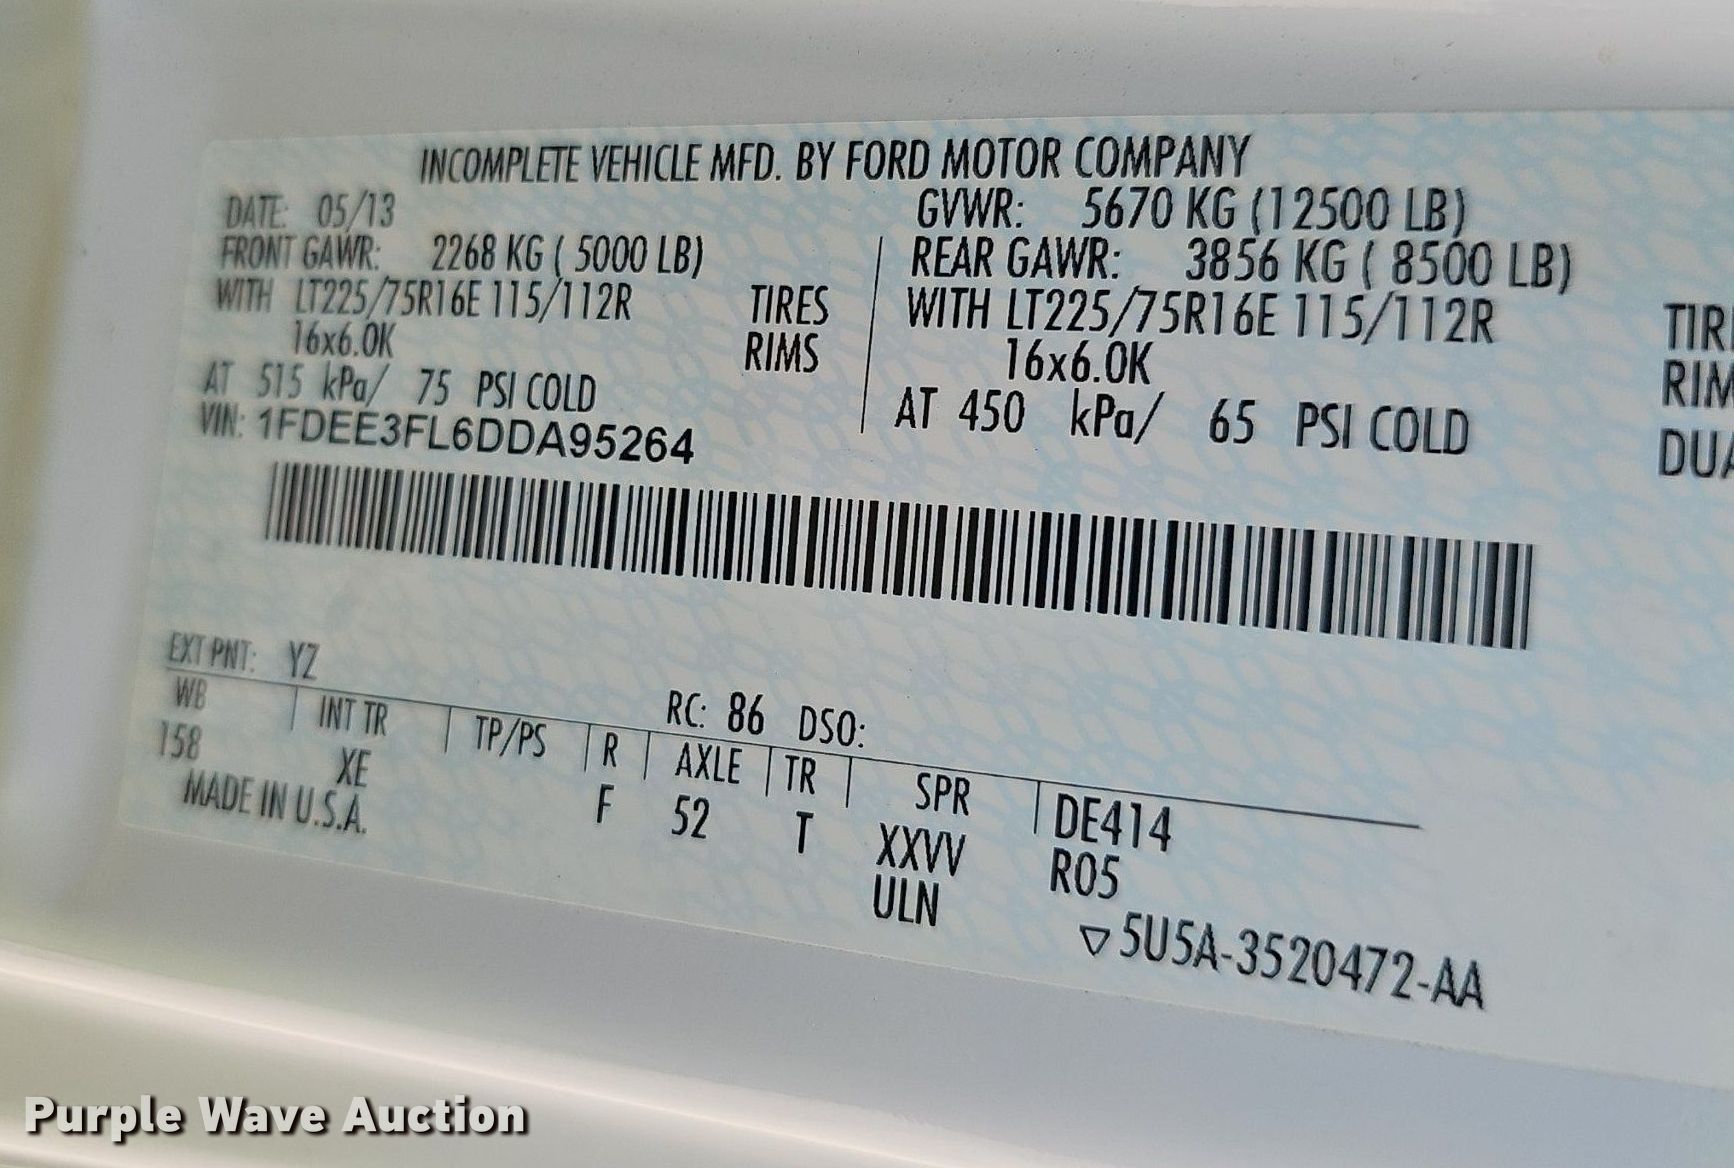 INCOMPLETE VEHICLE MFD. BY FORD MOTOR COMPANY
DATE: 05/13 GVWR: 5670 KG (12500 LB)
FRONT GAWR: 2268 KG ( 5000 LB) REAR GAWR: 3856 KG ( 8500 LB)
WITH LT225/75R16E 115/112R TIRES WITH LT225/75R16E 115/112R
16x6.0K RIMS 16x6.0K
AT 515 kPa/ 75 PSI COLD AT 450 kPa/ 65 PSI COLD
VIN: 1FDEE3FL6DDA95264
EXT PNT: YZ RC: 86 DSO:
WB INT TR TP/PS R AXLE TR SPR DE414
158 XE F 52 T XXVV R05
MADE IN U.S.A. ULN
▽5U5A-3520472-AA
Purple Wave Auction